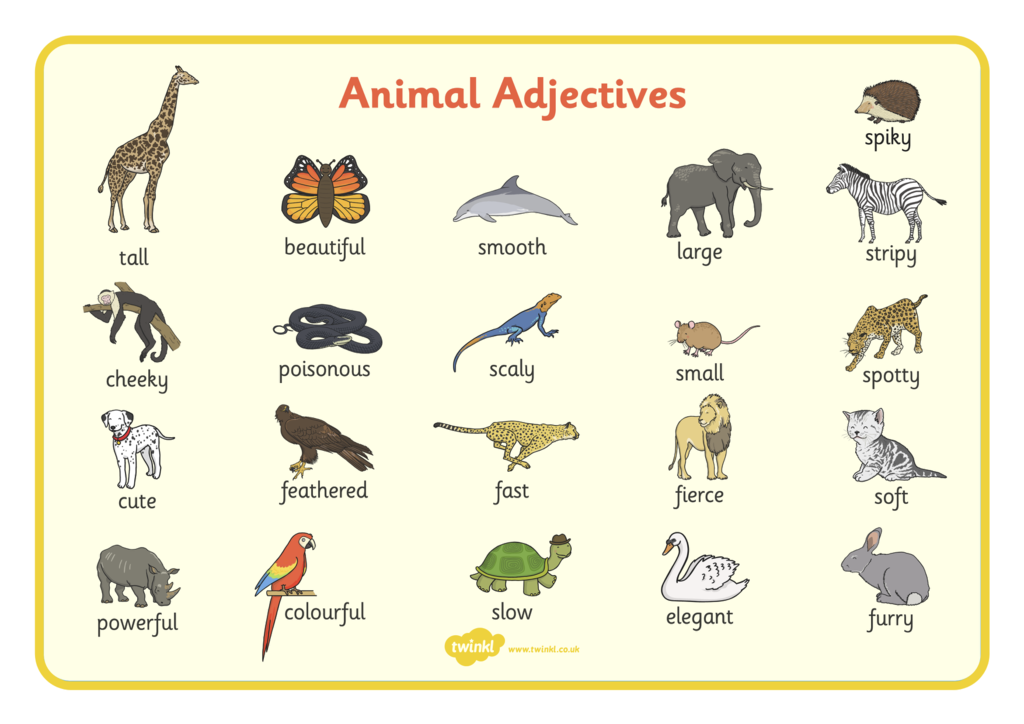 Animal Adjectives
spiky
tall
beautiful
smooth
large
stripy
cheeky
poisonous
scaly
small
spotty
cute
feathered
fast
fierce
soft
powerful
colourful
slow
elegant
furry
twinkl www.twinkl.co.uk